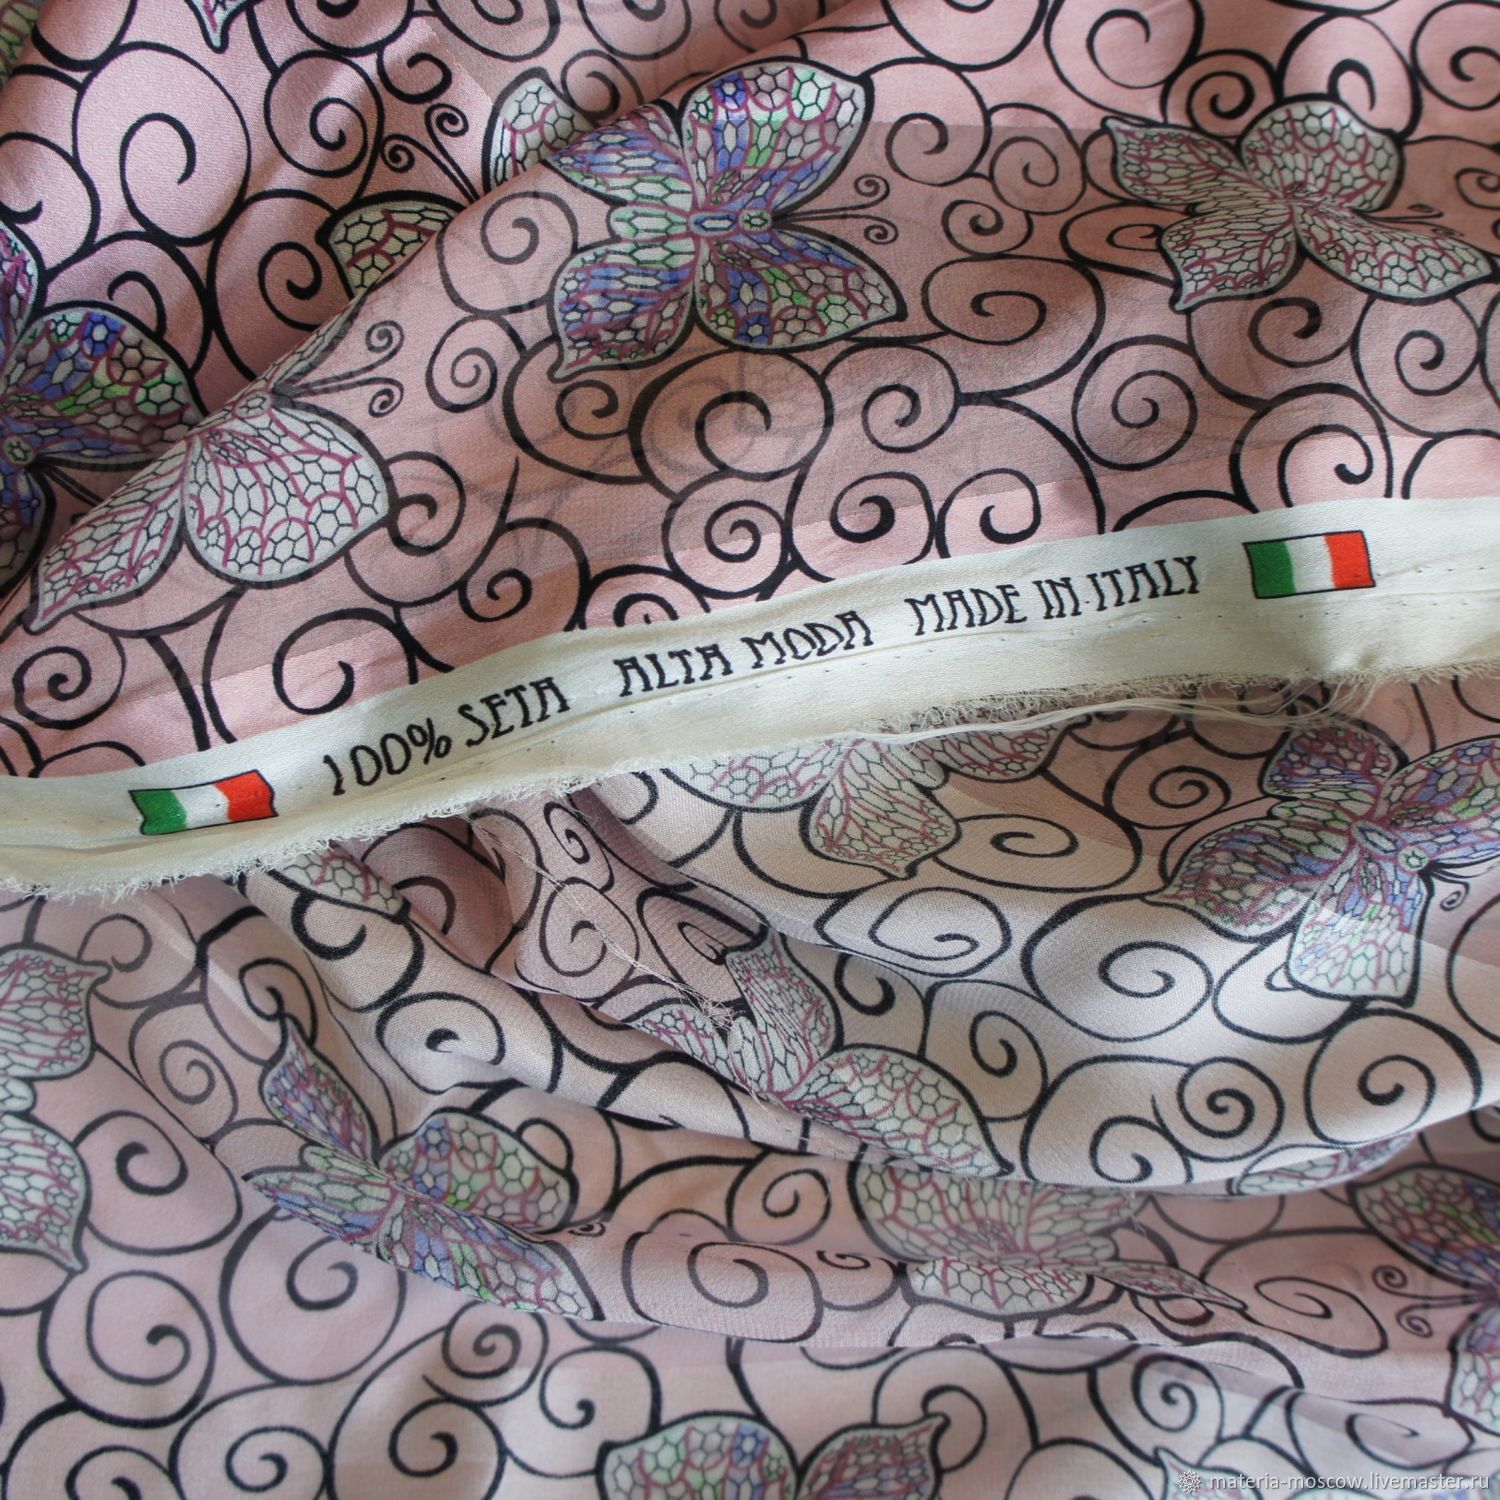 100% SETA ALTA MODA MADE IN ITALY
materia-moscow.livemaster.ru